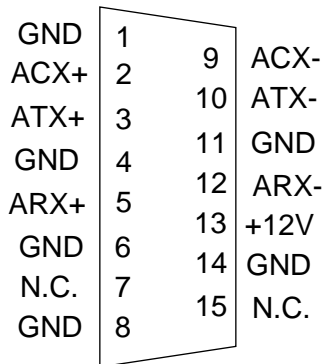 GND 1
9 ACX-
ACX+ 2
10 ATX-
ATX+ 3
11 GND
GND 4
12 ARX-
ARX+ 5
13 +12V
GND 6
14 GND
N.C. 7
15 N.C.
GND 8